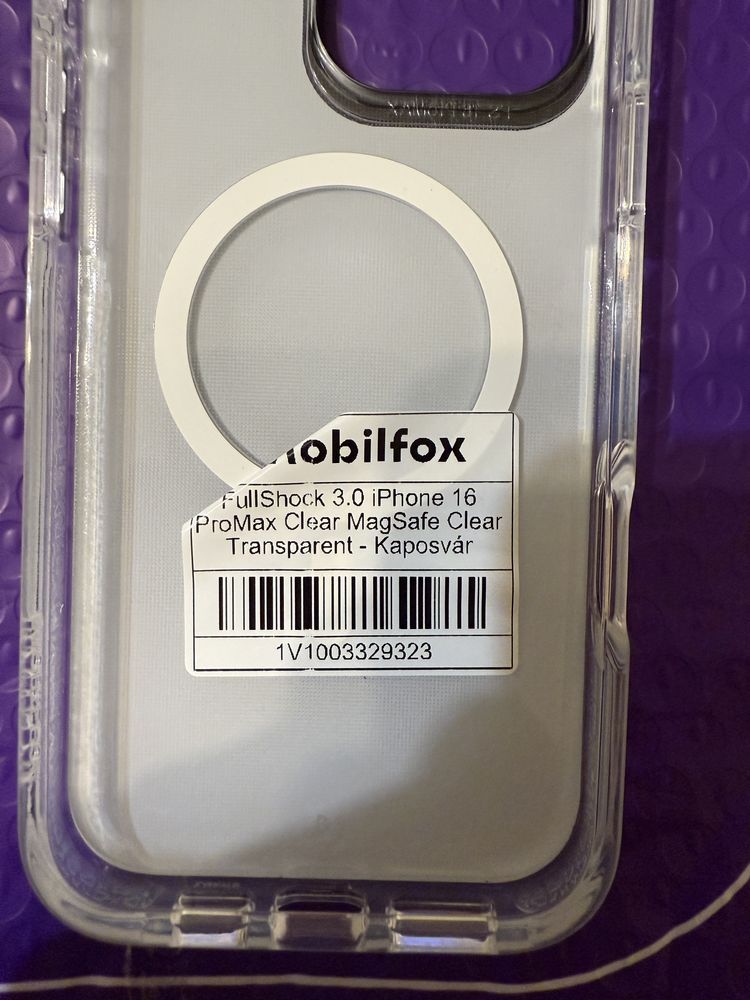 obilfox
FullShock 3.0 iPhone 16
ProMax Clear MagSafe Clear
Transparent - Kaposvár
1V1003329323